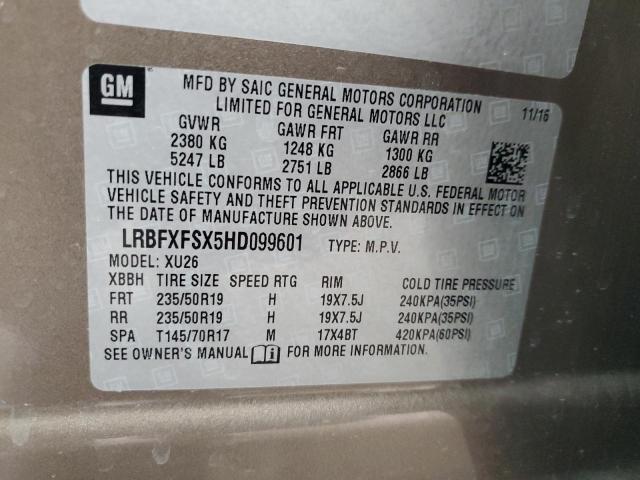 GM
MFD BY SAIC GENERAL MOTORS CORPORATION
LIMITED FOR GENERAL MOTORS LLC
11/16
GVWR GAWR FRT GAWR RR
2380 KG 1248 KG 1300 KG
5247 LB 2751 LB 2866 LB
THIS VEHICLE CONFORMS TO ALL APPLICABLE U.S. FEDERAL MOTOR
VEHICLE SAFETY AND THEFT PREVENTION STANDARDS IN EFFECT ON
THE DATE OF MANUFACTURE SHOWN ABOVE.
LRBFXFSX5HD099601 TYPE: M.P.V.
MODEL: XU26
XBBH TIRE SIZE SPEED RTG RIM COLD TIRE PRESSURE
FRT 235/50R19 H 19X7.5J 240KPA(35PSI)
RR 235/50R19 H 19X7.5J 240KPA(35PSI)
SPA T145/70R17 M 17X4BT 420KPA(60PSI)
SEE OWNER'S MANUAL FOR MORE INFORMATION.